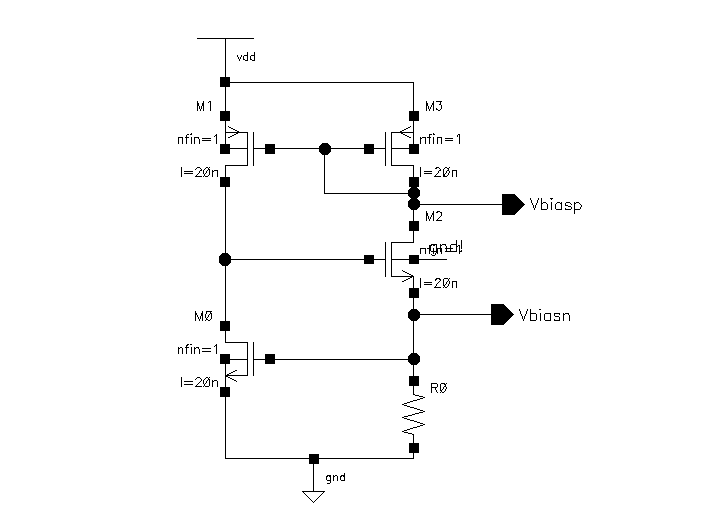 vdd
M1
M3
nfin=1
nfin=1
l=20n
l=20n
Vbiasp
M2
gnd!
nfin=1
l=20n
M0
Vbiasn
nfin=1
l=20n
R0
gnd